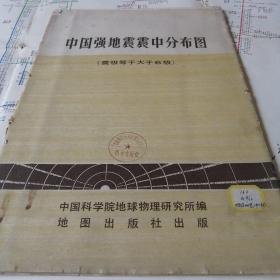 中国强地震震中分布图
(震级等于大于6级)
中国科学院地球物理研究所编
地图出版社出版